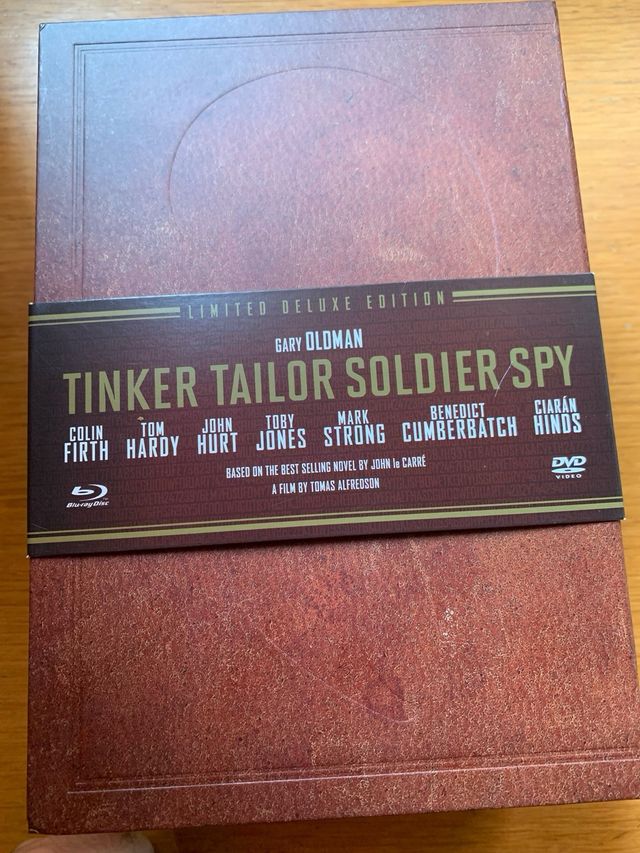 LIMITED DELUXE EDITION
GARY OLDMAN
TINKER TAILOR SOLDIER SPY
COLIN FIRTH TOM HARDY JOHN HURT TOBY JONES MARK STRONG BENEDICT CUMBERBATCH CIARÁN HINDS
BASED ON THE BEST SELLING NOVEL BY JOHN le CARRÉ
A FILM BY TOMAS ALFREDSON
Blu-ray Disc
DVD
VIDEO